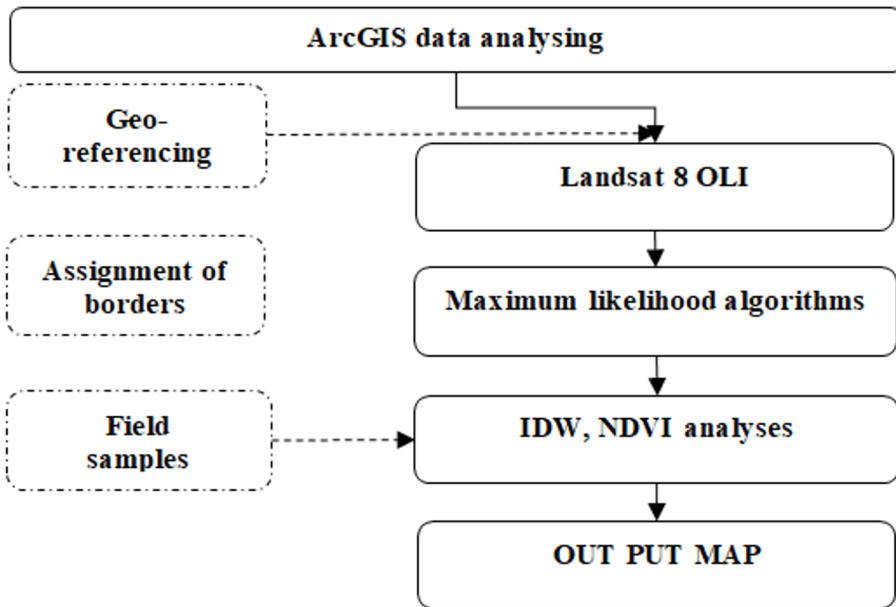 ArcGIS data analysing
Geo-
referencing
Landsat 8 OLI
Assignment of
borders
Maximum likelihood algorithms
Field
samples
IDW, NDVI analyses
OUT PUT MAP